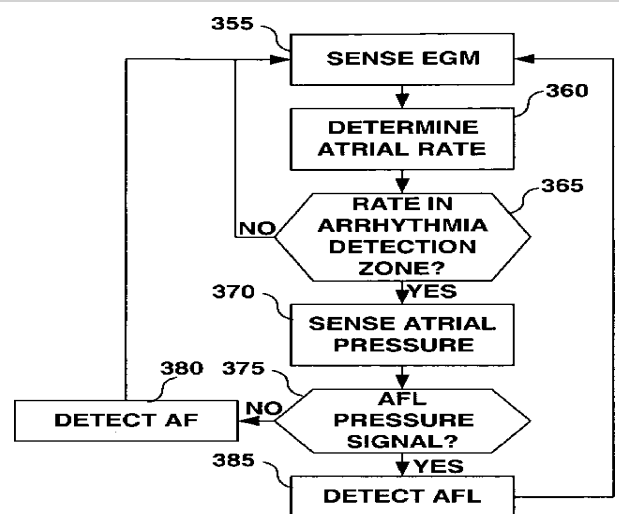 355
SENSE EGM
360
DETERMINE
ATRIAL RATE
365
RATE IN
ARRHYTHMIA
DETECTION
ZONE?
NO
YES
370
SENSE ATRIAL
PRESSURE
375
AFL
PRESSURE
SIGNAL?
NO
380
DETECT AF
YES
385
DETECT AFL